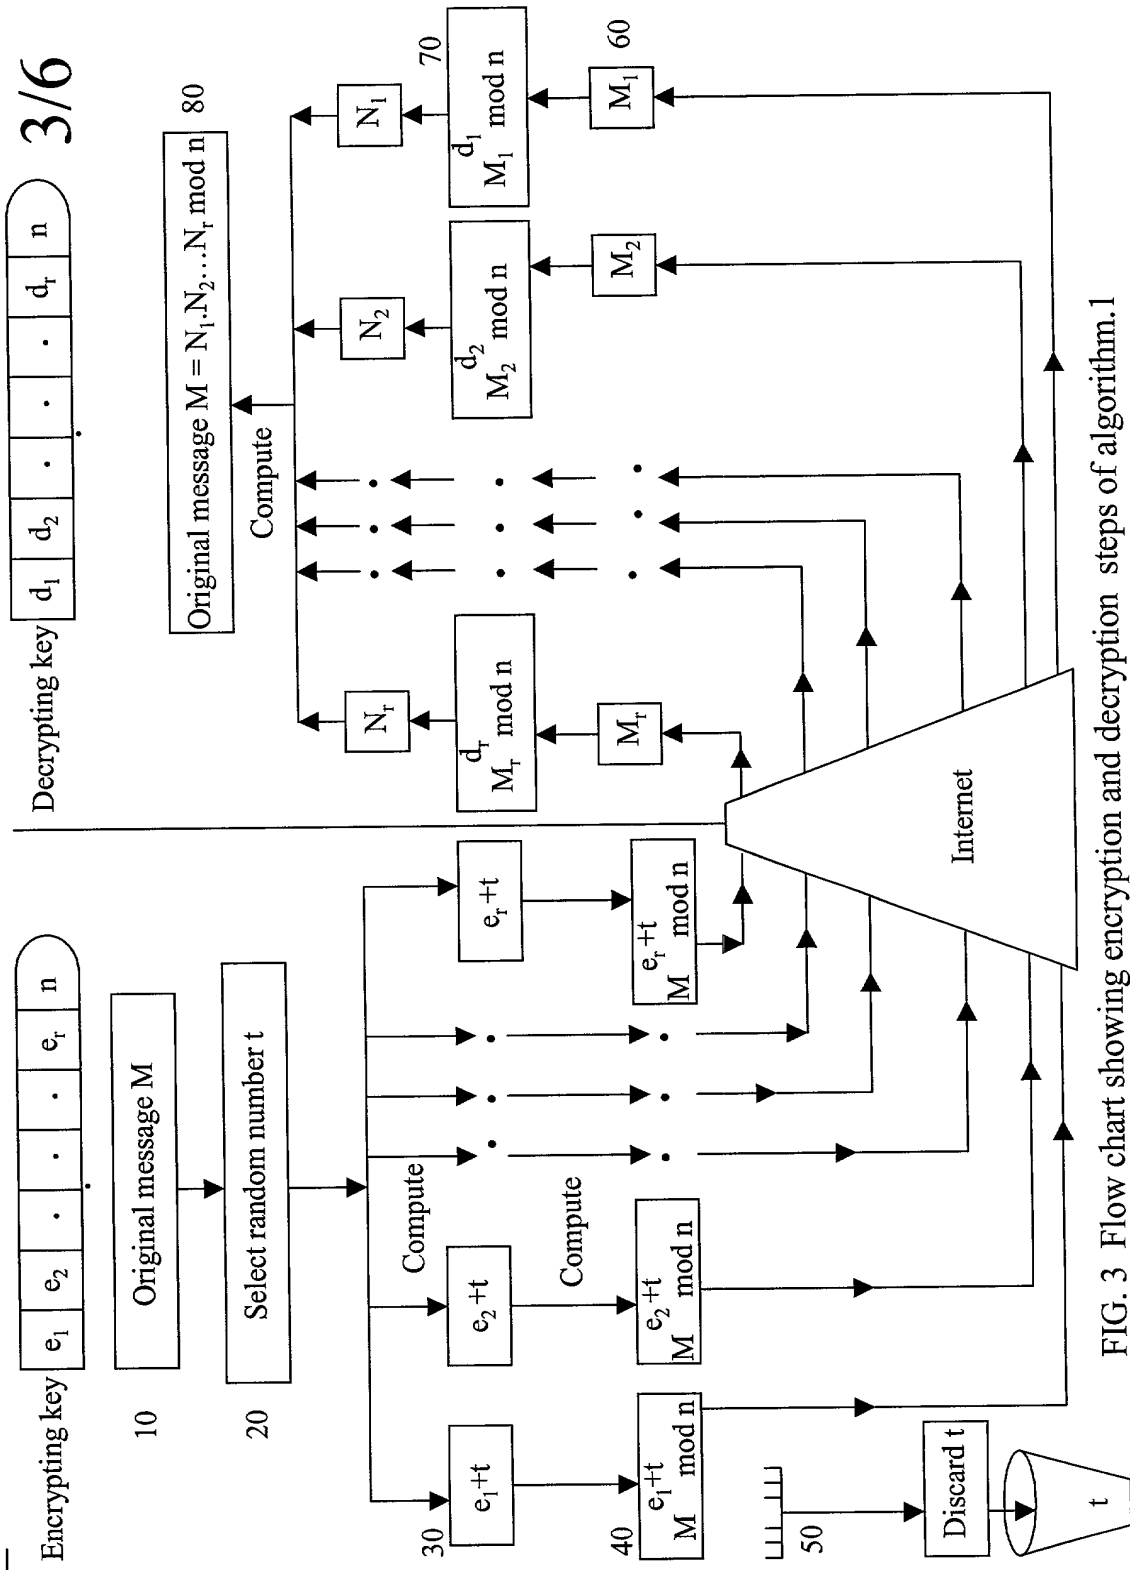 3/6
Encrypting key
e₁ e₂ . . . eᵣ n
Original message M
10
Select random number t
20
Compute
30
e₁+t
e₂+t
. . .
eᵣ+t
Compute
40
M^(e₁+t) mod n
M^(e₂+t) mod n
. . .
M^(eᵣ+t) mod n
50
Discard t
t
Internet
Decrypting key
d₁ d₂ . . . dᵣ n
Original message M = N₁.N₂...Nᵣ mod n
80
Compute
Nᵣ
. . .
N₂
N₁
Mᵣ^dᵣ mod n
. . .
M₂^d₂ mod n
M₁^d₁ mod n
70
Mᵣ
. . .
M₂
M₁
60
FIG. 3 Flow chart showing encryption and decryption steps of algorithm.1